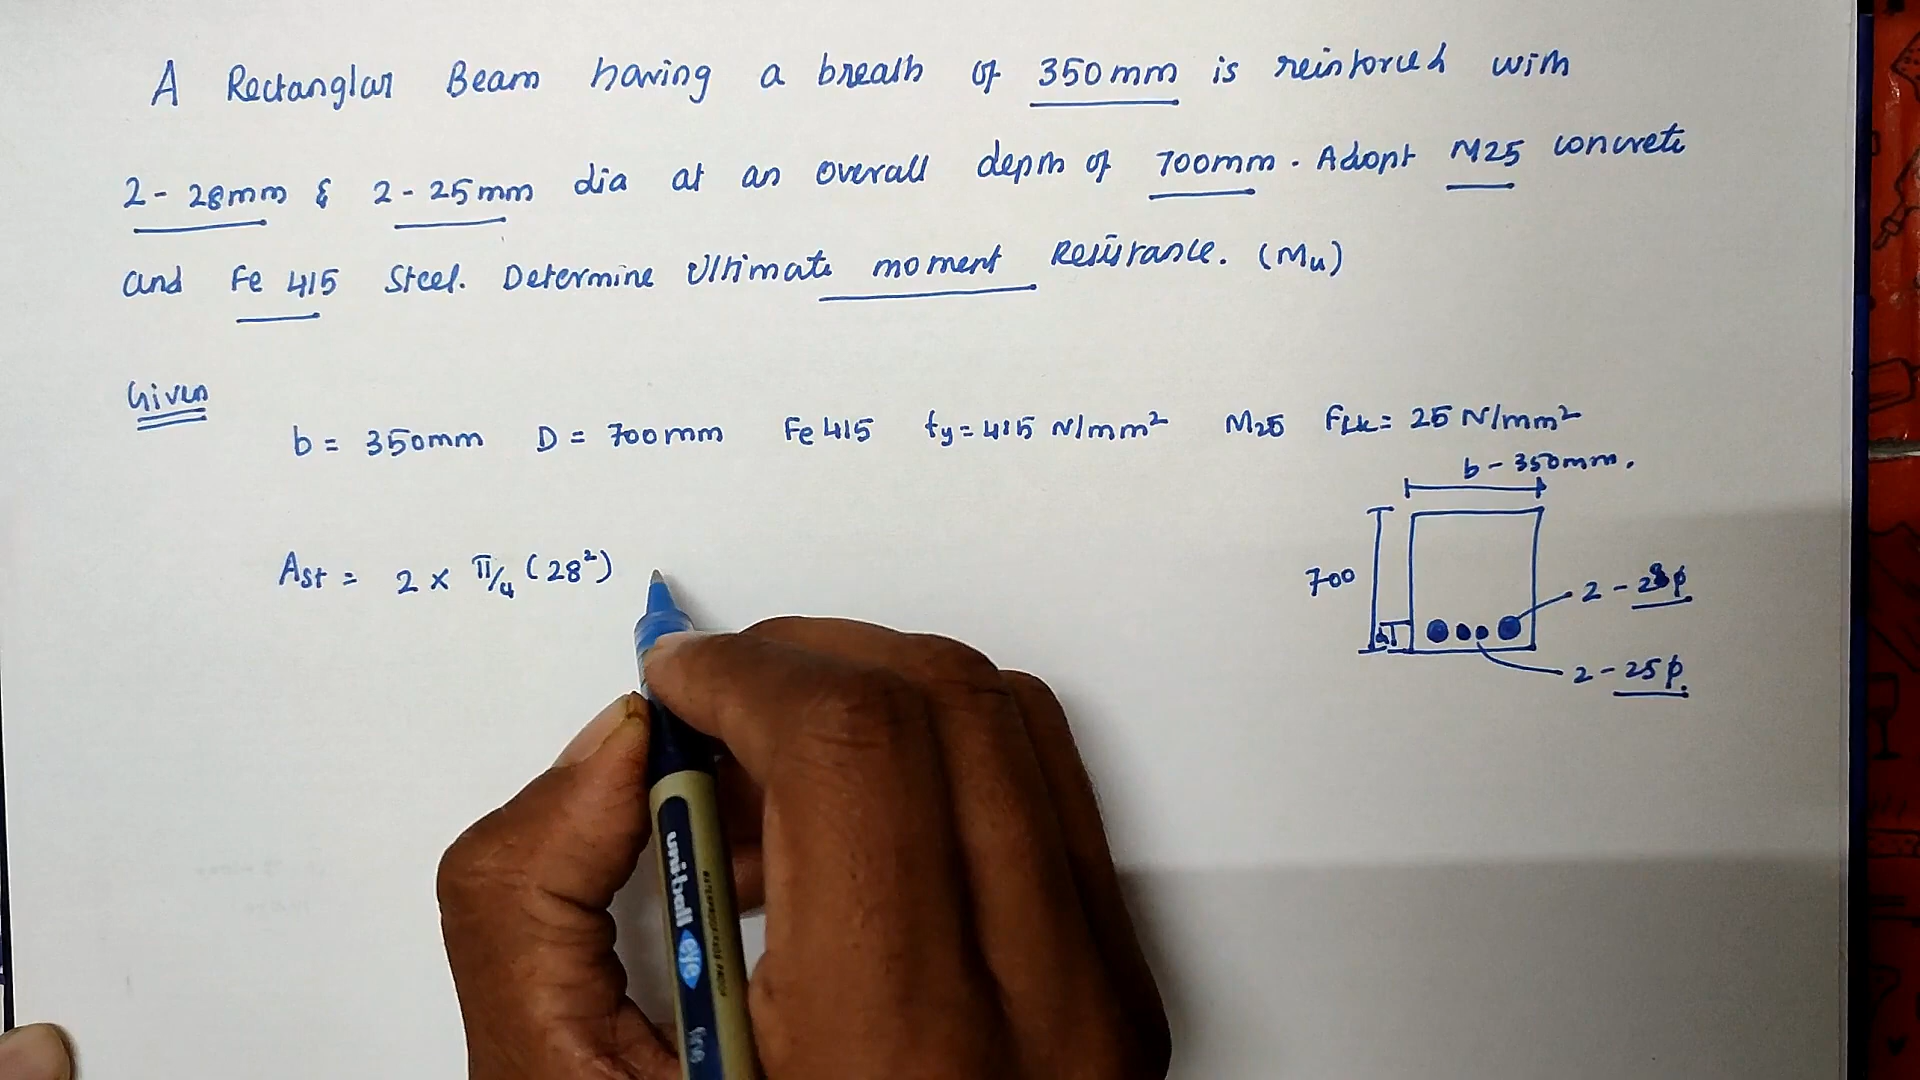 A Rectanglar Beam having a breath of 350mm is reinforced with
2 - 28mm & 2 - 25mm dia at an overall depth of 700mm. Adopt M25 concrete
and Fe 415 Steel. Determine Ultimate moment Resistance. (Mu)
Given
b = 350mm D = 700mm Fe 415 fy = 415 N/mm² M25 Fck = 25 N/mm²
b - 350mm.
Ast = 2 × π/4 (28²)
700
2 - 28φ
2 - 25φ.
uniball eye